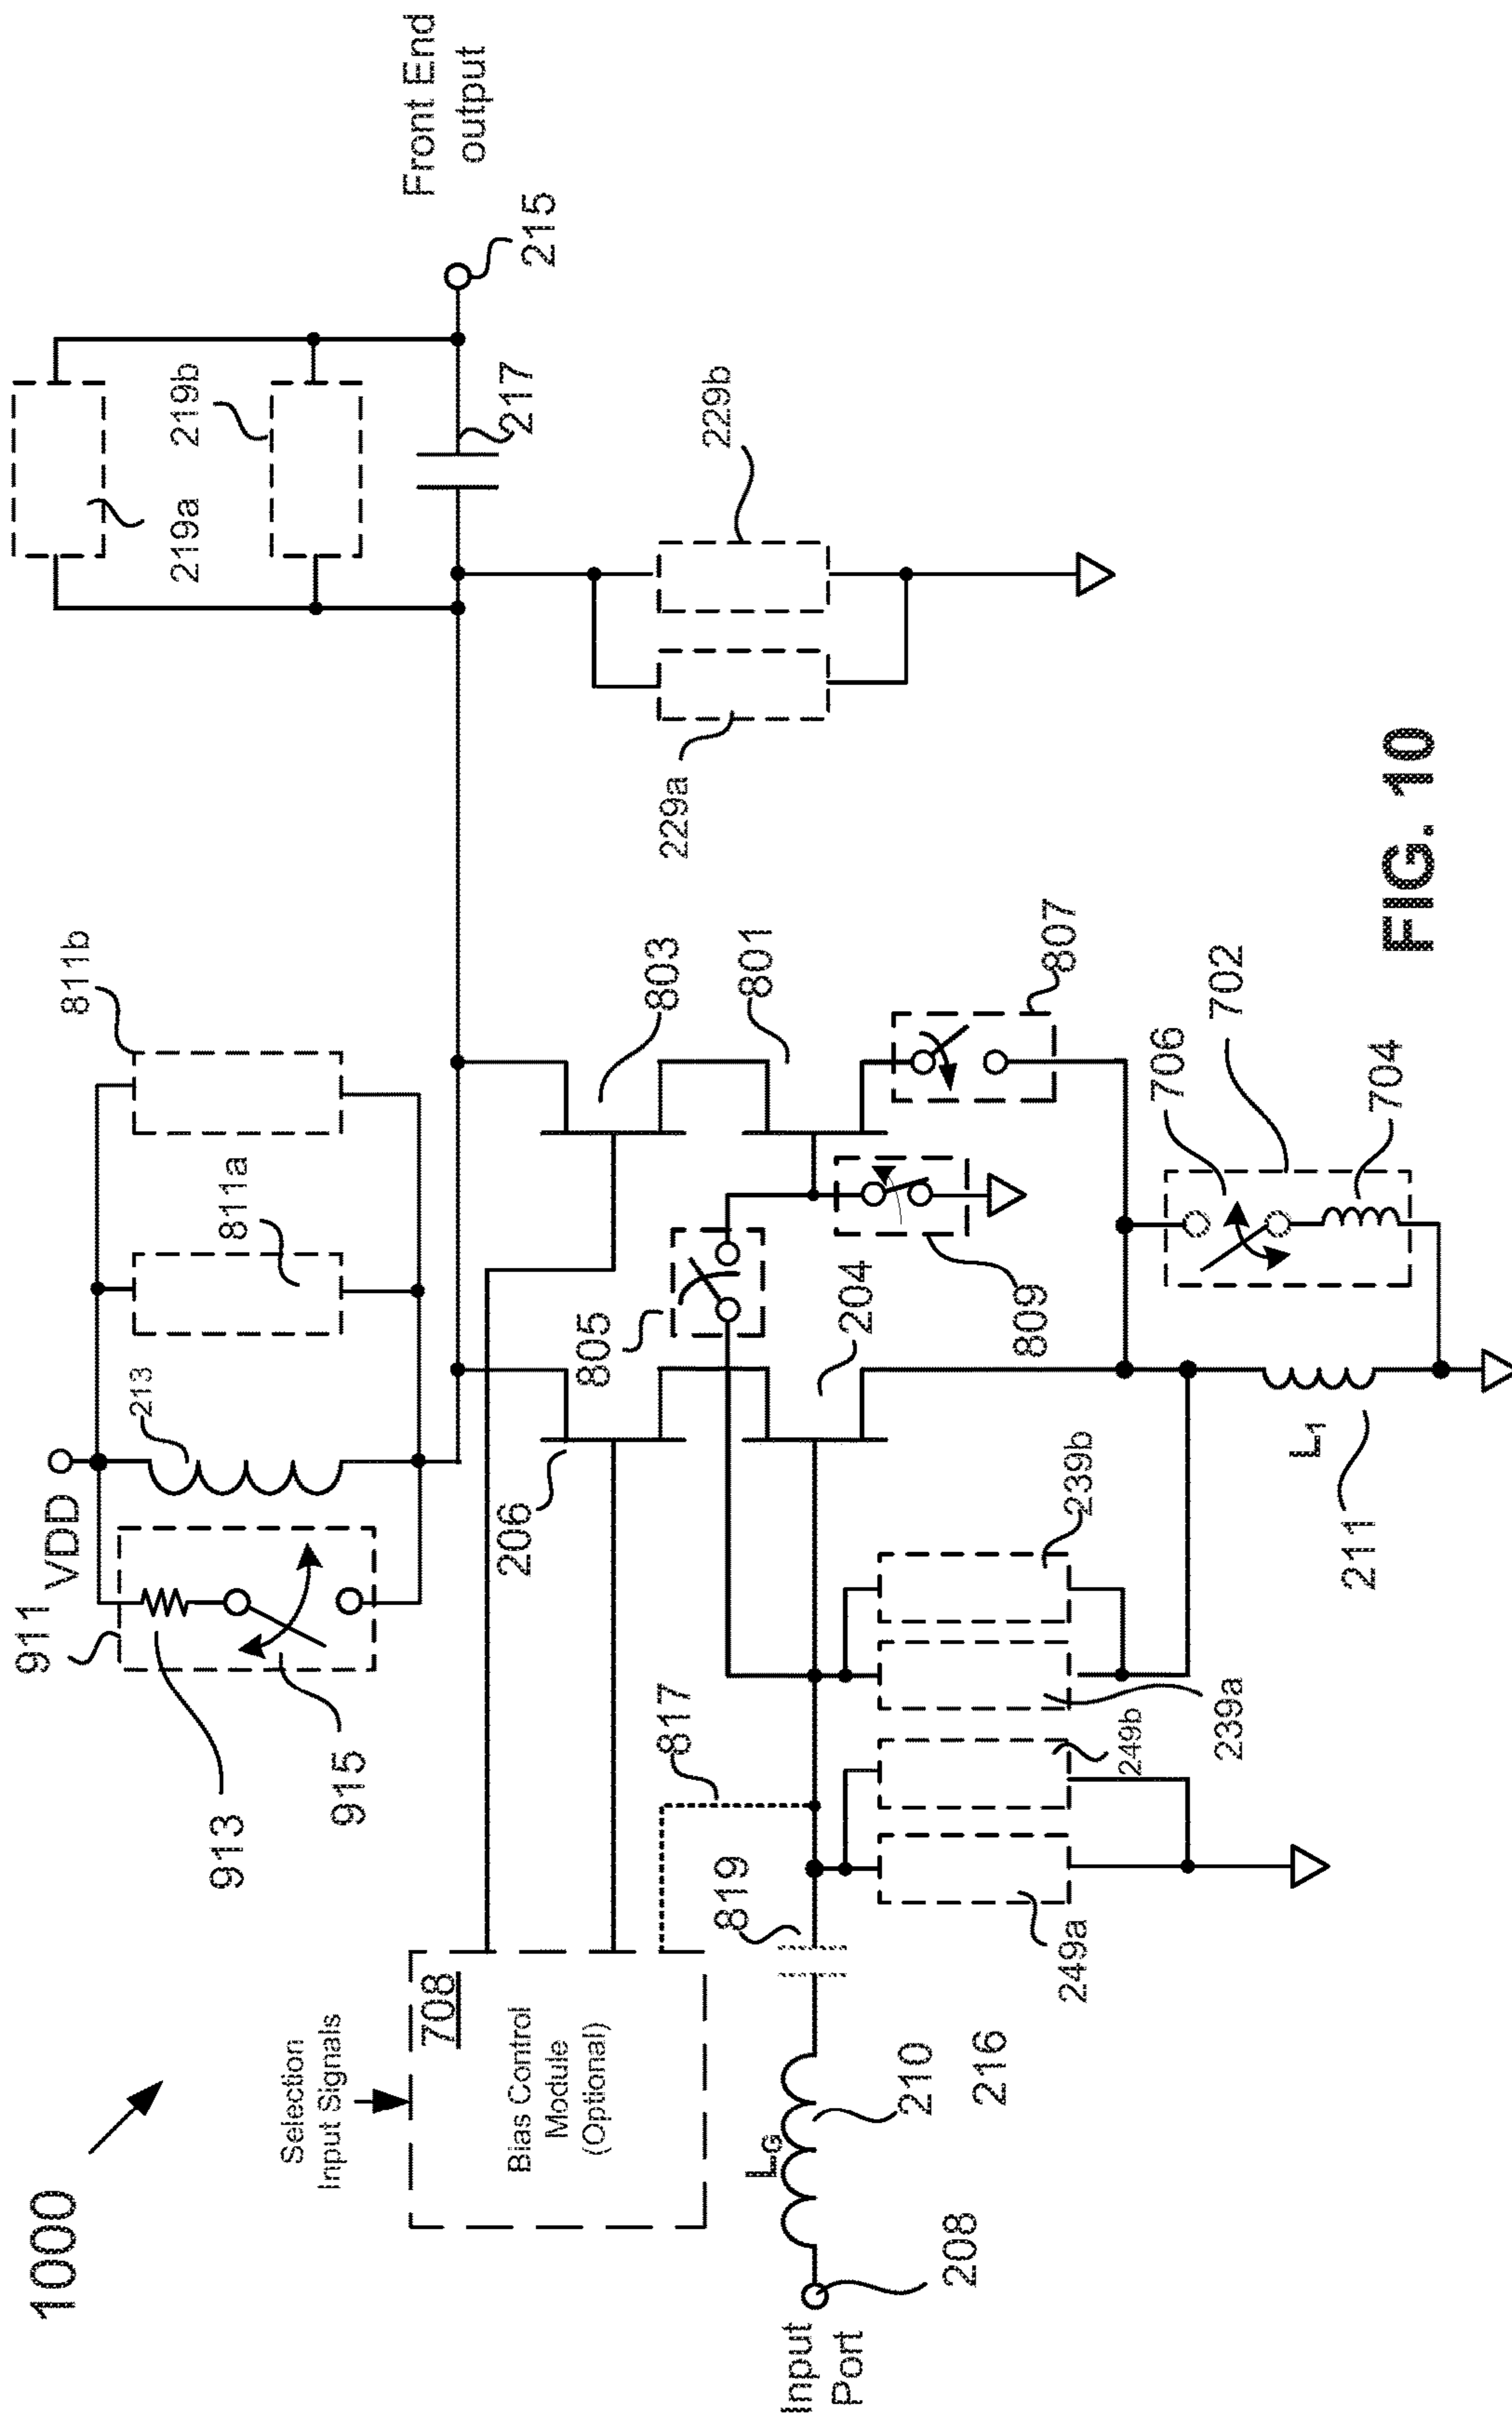 1000
Selection
Input Signals
708
Bias Control
Module
(Optional)
Input
Port
208
L_G
210
216
819
817
249a
249b
239a
239b
911
VDD
913
915
213
811a
811b
206
204
805
809
803
801
807
L1
211
706
702
704
219a
219b
217
229a
229b
215
Front End
output
FIG. 10